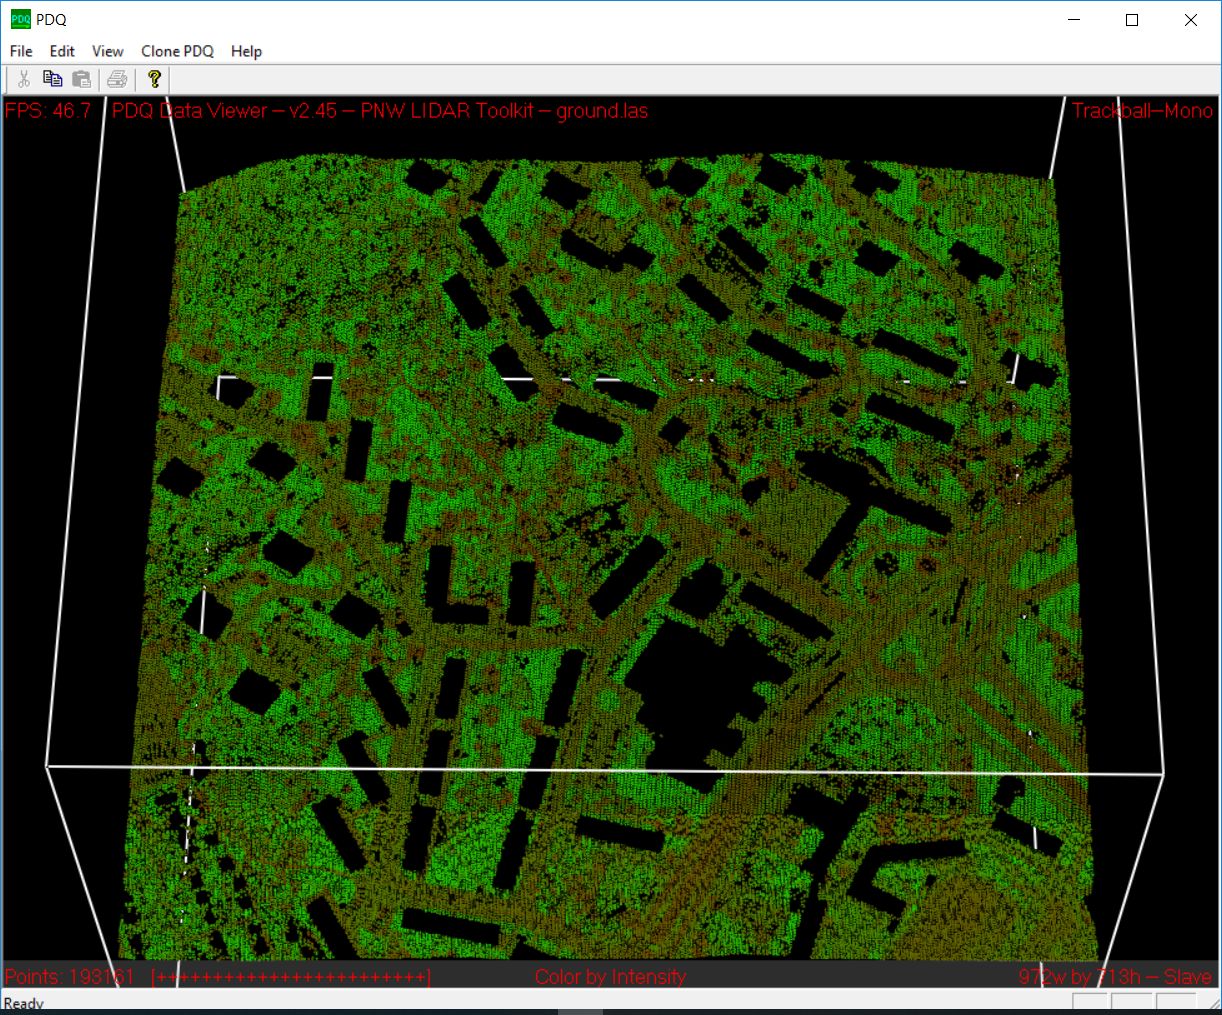 PDQ
PDQ
File Edit View Clone PDQ Help
FPS: 46.7 PDQ Data Viewer – v2.45 – PNW LIDAR Toolkit – ground.las Trackball–Mono
Points: 193161 [++++++++++++++++++++++++] Color by Intensity 972w by 713h – Slave
Ready